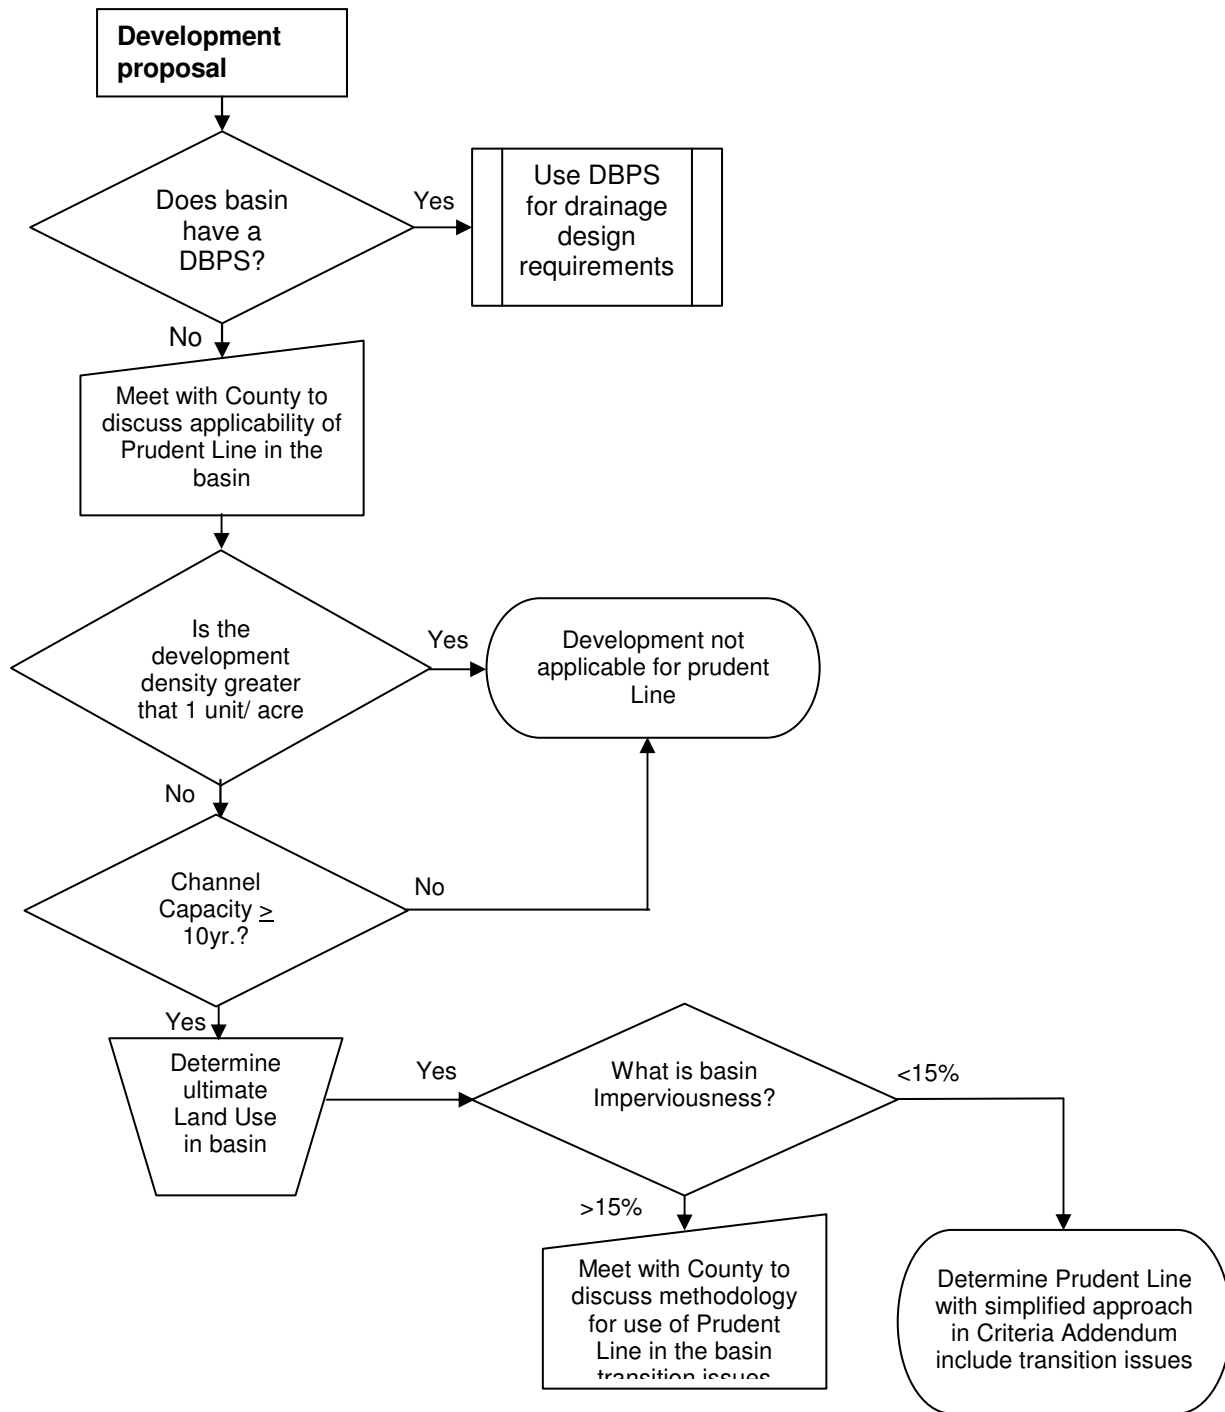 Development
proposal
Does basin
have a
DBPS?
Yes
Use DBPS
for drainage
design
requirements
No
Meet with County to
discuss applicability of
Prudent Line in the
basin
Is the
development
density greater
that 1 unit/ acre
Yes
Development not
applicable for prudent
Line
No
Channel
Capacity ≥
10yr.?
No
Yes
Determine
ultimate
Land Use
in basin
Yes
What is basin
Imperviousness?
<15%
>15%
Meet with County to
discuss methodology
for use of Prudent
Line in the basin
transition issues
Determine Prudent Line
with simplified approach
in Criteria Addendum
include transition issues